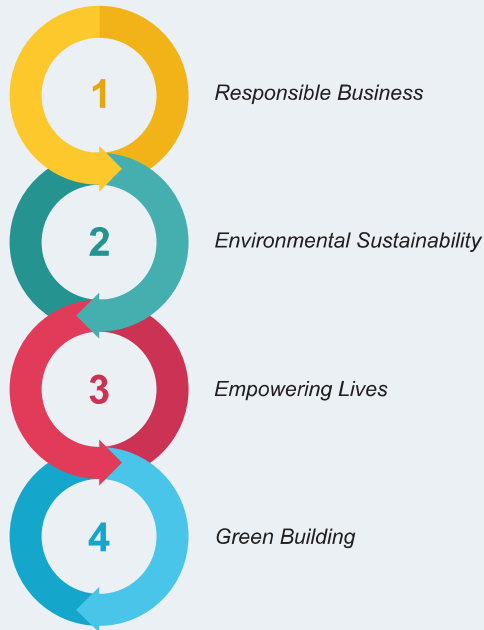 1
Responsible Business
2
Environmental Sustainability
3
Empowering Lives
4
Green Building